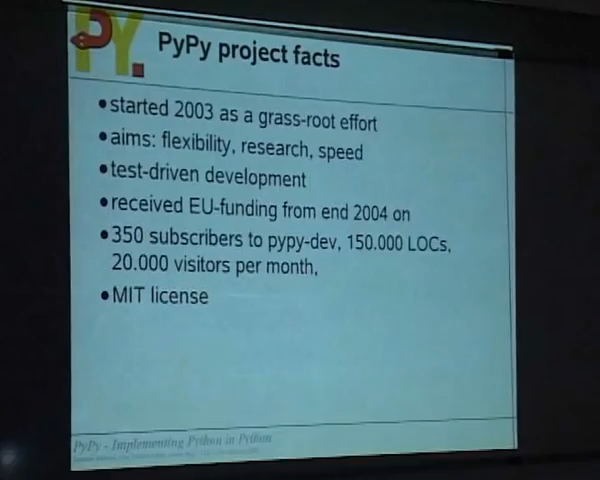 PY.
PyPy project facts
•started 2003 as a grass-root effort
•aims: flexibility, research, speed
•test-driven development
•received EU-funding from end 2004 on
•350 subscribers to pypy-dev, 150.000 LOCs,
20.000 visitors per month,
•MIT license
PyPy - Implementing Python in Python